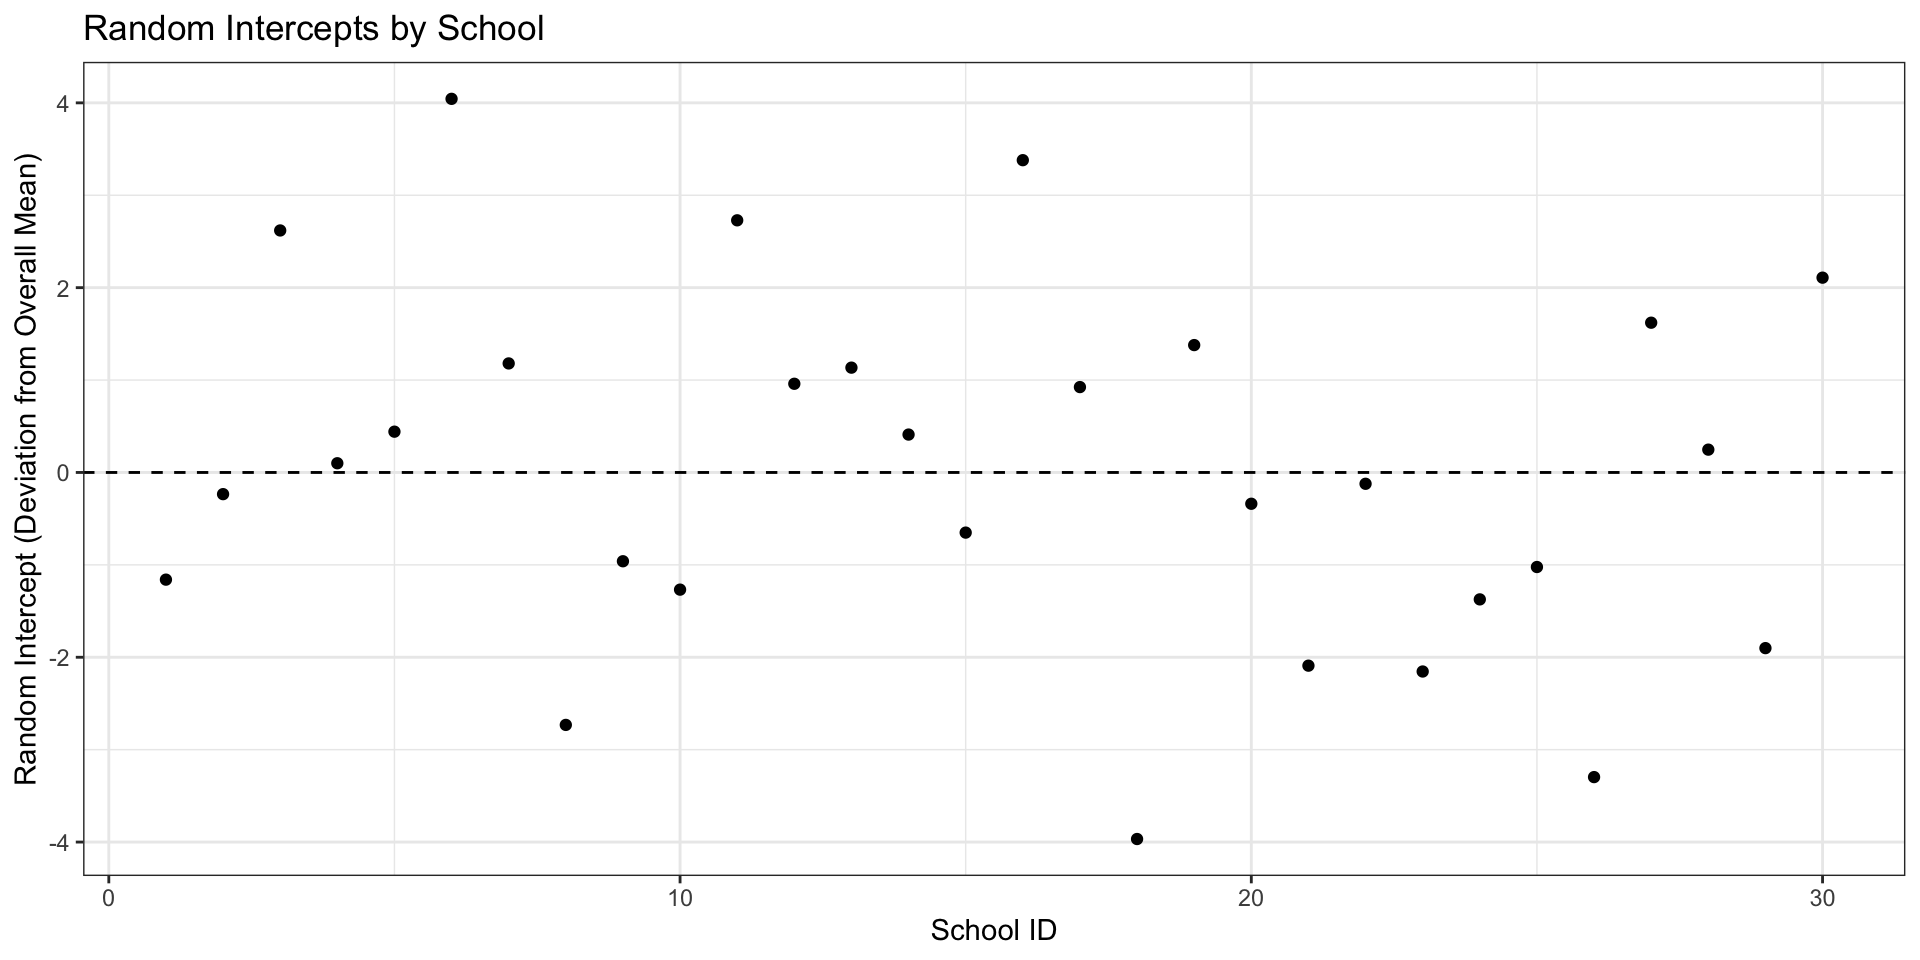 Random Intercepts by School
Random Intercept (Deviation from Overall Mean)
4
2
0
-2
-4
0 10 20 30
School ID